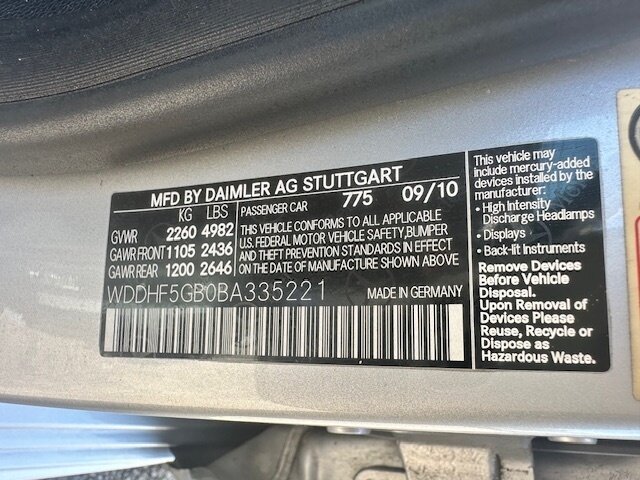 MFD BY DAIMLER AG STUTTGART
KG LBS
GVWR 2260 4982
GAWR FRONT 1105 2436
GAWR REAR 1200 2646
PASSENGER CAR 775 09/10
THIS VEHICLE CONFORMS TO ALL APPLICABLE
U.S. FEDERAL MOTOR VEHICLE SAFETY, BUMPER
AND THEFT PREVENTION STANDARDS IN EFFECT
ON THE DATE OF MANUFACTURE SHOWN ABOVE
WDDHF5GB0BA335221 MADE IN GERMANY
This vehicle may
include mercury-added
devices installed by the
manufacturer:
• High Intensity
Discharge Headlamps
• Displays
• Back-lit Instruments
Remove Devices
Before Vehicle
Disposal.
Upon Removal of
Devices Please
Reuse, Recycle or
Dispose as
Hazardous Waste.